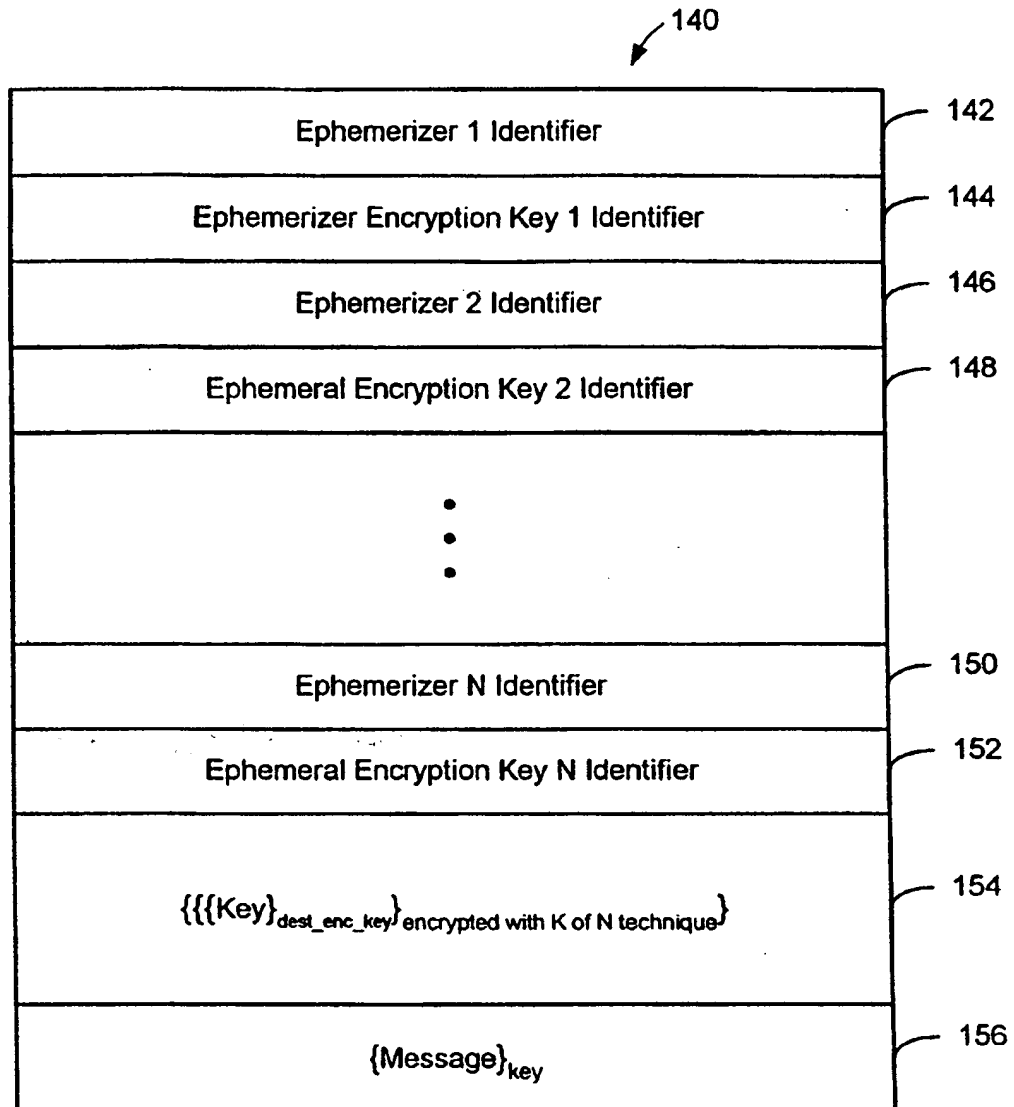 140
Ephemerizer 1 Identifier
142
Ephemerizer Encryption Key 1 Identifier
144
Ephemerizer 2 Identifier
146
Ephemeral Encryption Key 2 Identifier
148
Ephemerizer N Identifier
150
Ephemeral Encryption Key N Identifier
152
{{{Key}dest_enc_key}encrypted with K of N technique}
154
{Message}key
156